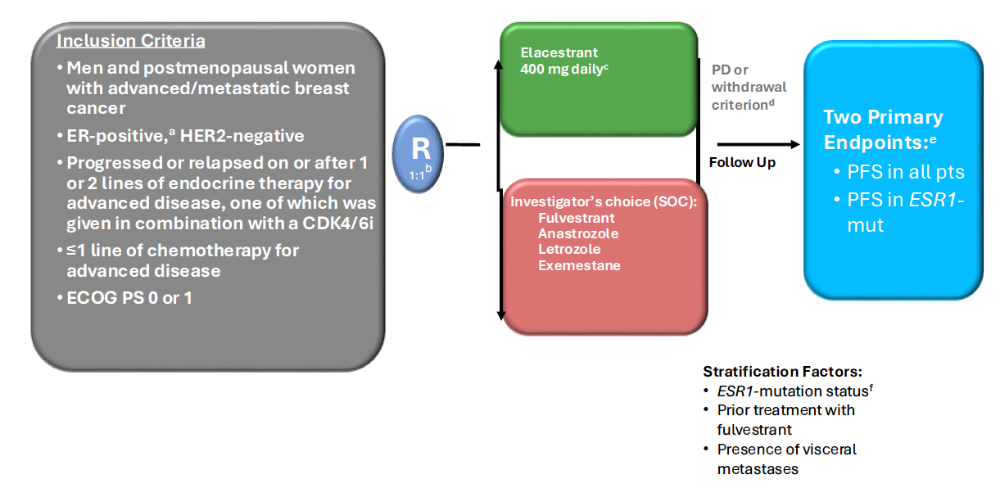 Inclusion Criteria
• Men and postmenopausal women
with advanced/metastatic breast
cancer
• ER-positive,ᵃ HER2-negative
• Progressed or relapsed on or after 1
or 2 lines of endocrine therapy for
advanced disease, one of which was
given in combination with a CDK4/6i
• ≤1 line of chemotherapy for
advanced disease
• ECOG PS 0 or 1
R
1:1ᵇ
Elacestrant
400 mg dailyᶜ
Investigator's choice (SOC):
Fulvestrant
Anastrozole
Letrozole
Exemestane
PD or
withdrawal
criterionᵈ
Follow Up
Two Primary
Endpoints:ᵉ
• PFS in all pts
• PFS in ESR1-
mut
Stratification Factors:
• ESR1-mutation statusᶠ
• Prior treatment with
fulvestrant
• Presence of visceral
metastases